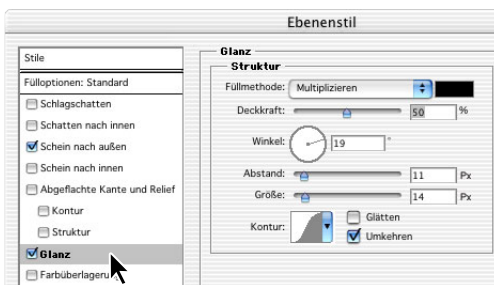 Ebenenstil
Stile
Fülloptionen: Standard
Schlagschatten
Schatten nach innen
Schein nach außen
Schein nach innen
Abgeflachte Kante und Relief
Kontur
Struktur
Glanz
Glanz
Struktur
Füllmethode: Multiplizieren
Deckkraft: 50 %
Winkel: 19 °
Abstand: 11 Px
Größe: 14 Px
Kontur: Glätten
Umkehren